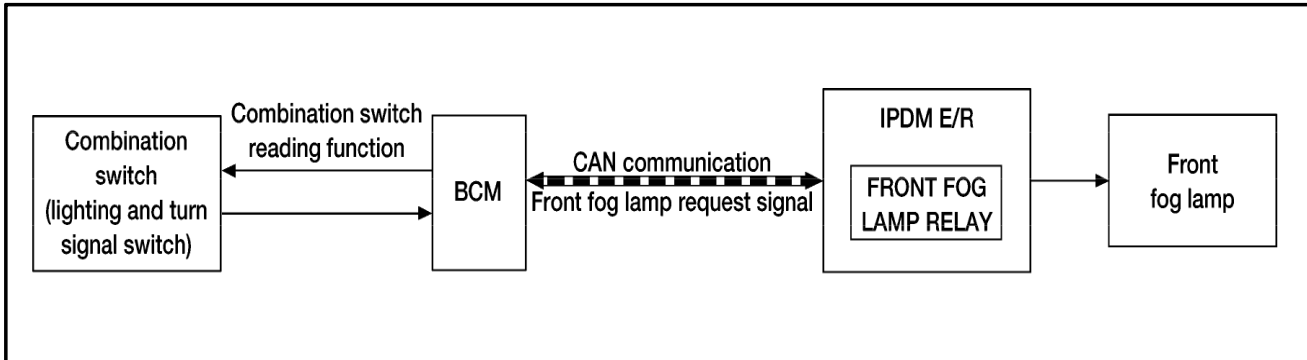 Combination
switch
(lighting and turn
signal switch)
Combination switch
reading function
BCM
CAN communication
Front fog lamp request signal
IPDM E/R
FRONT FOG
LAMP RELAY
Front
fog lamp